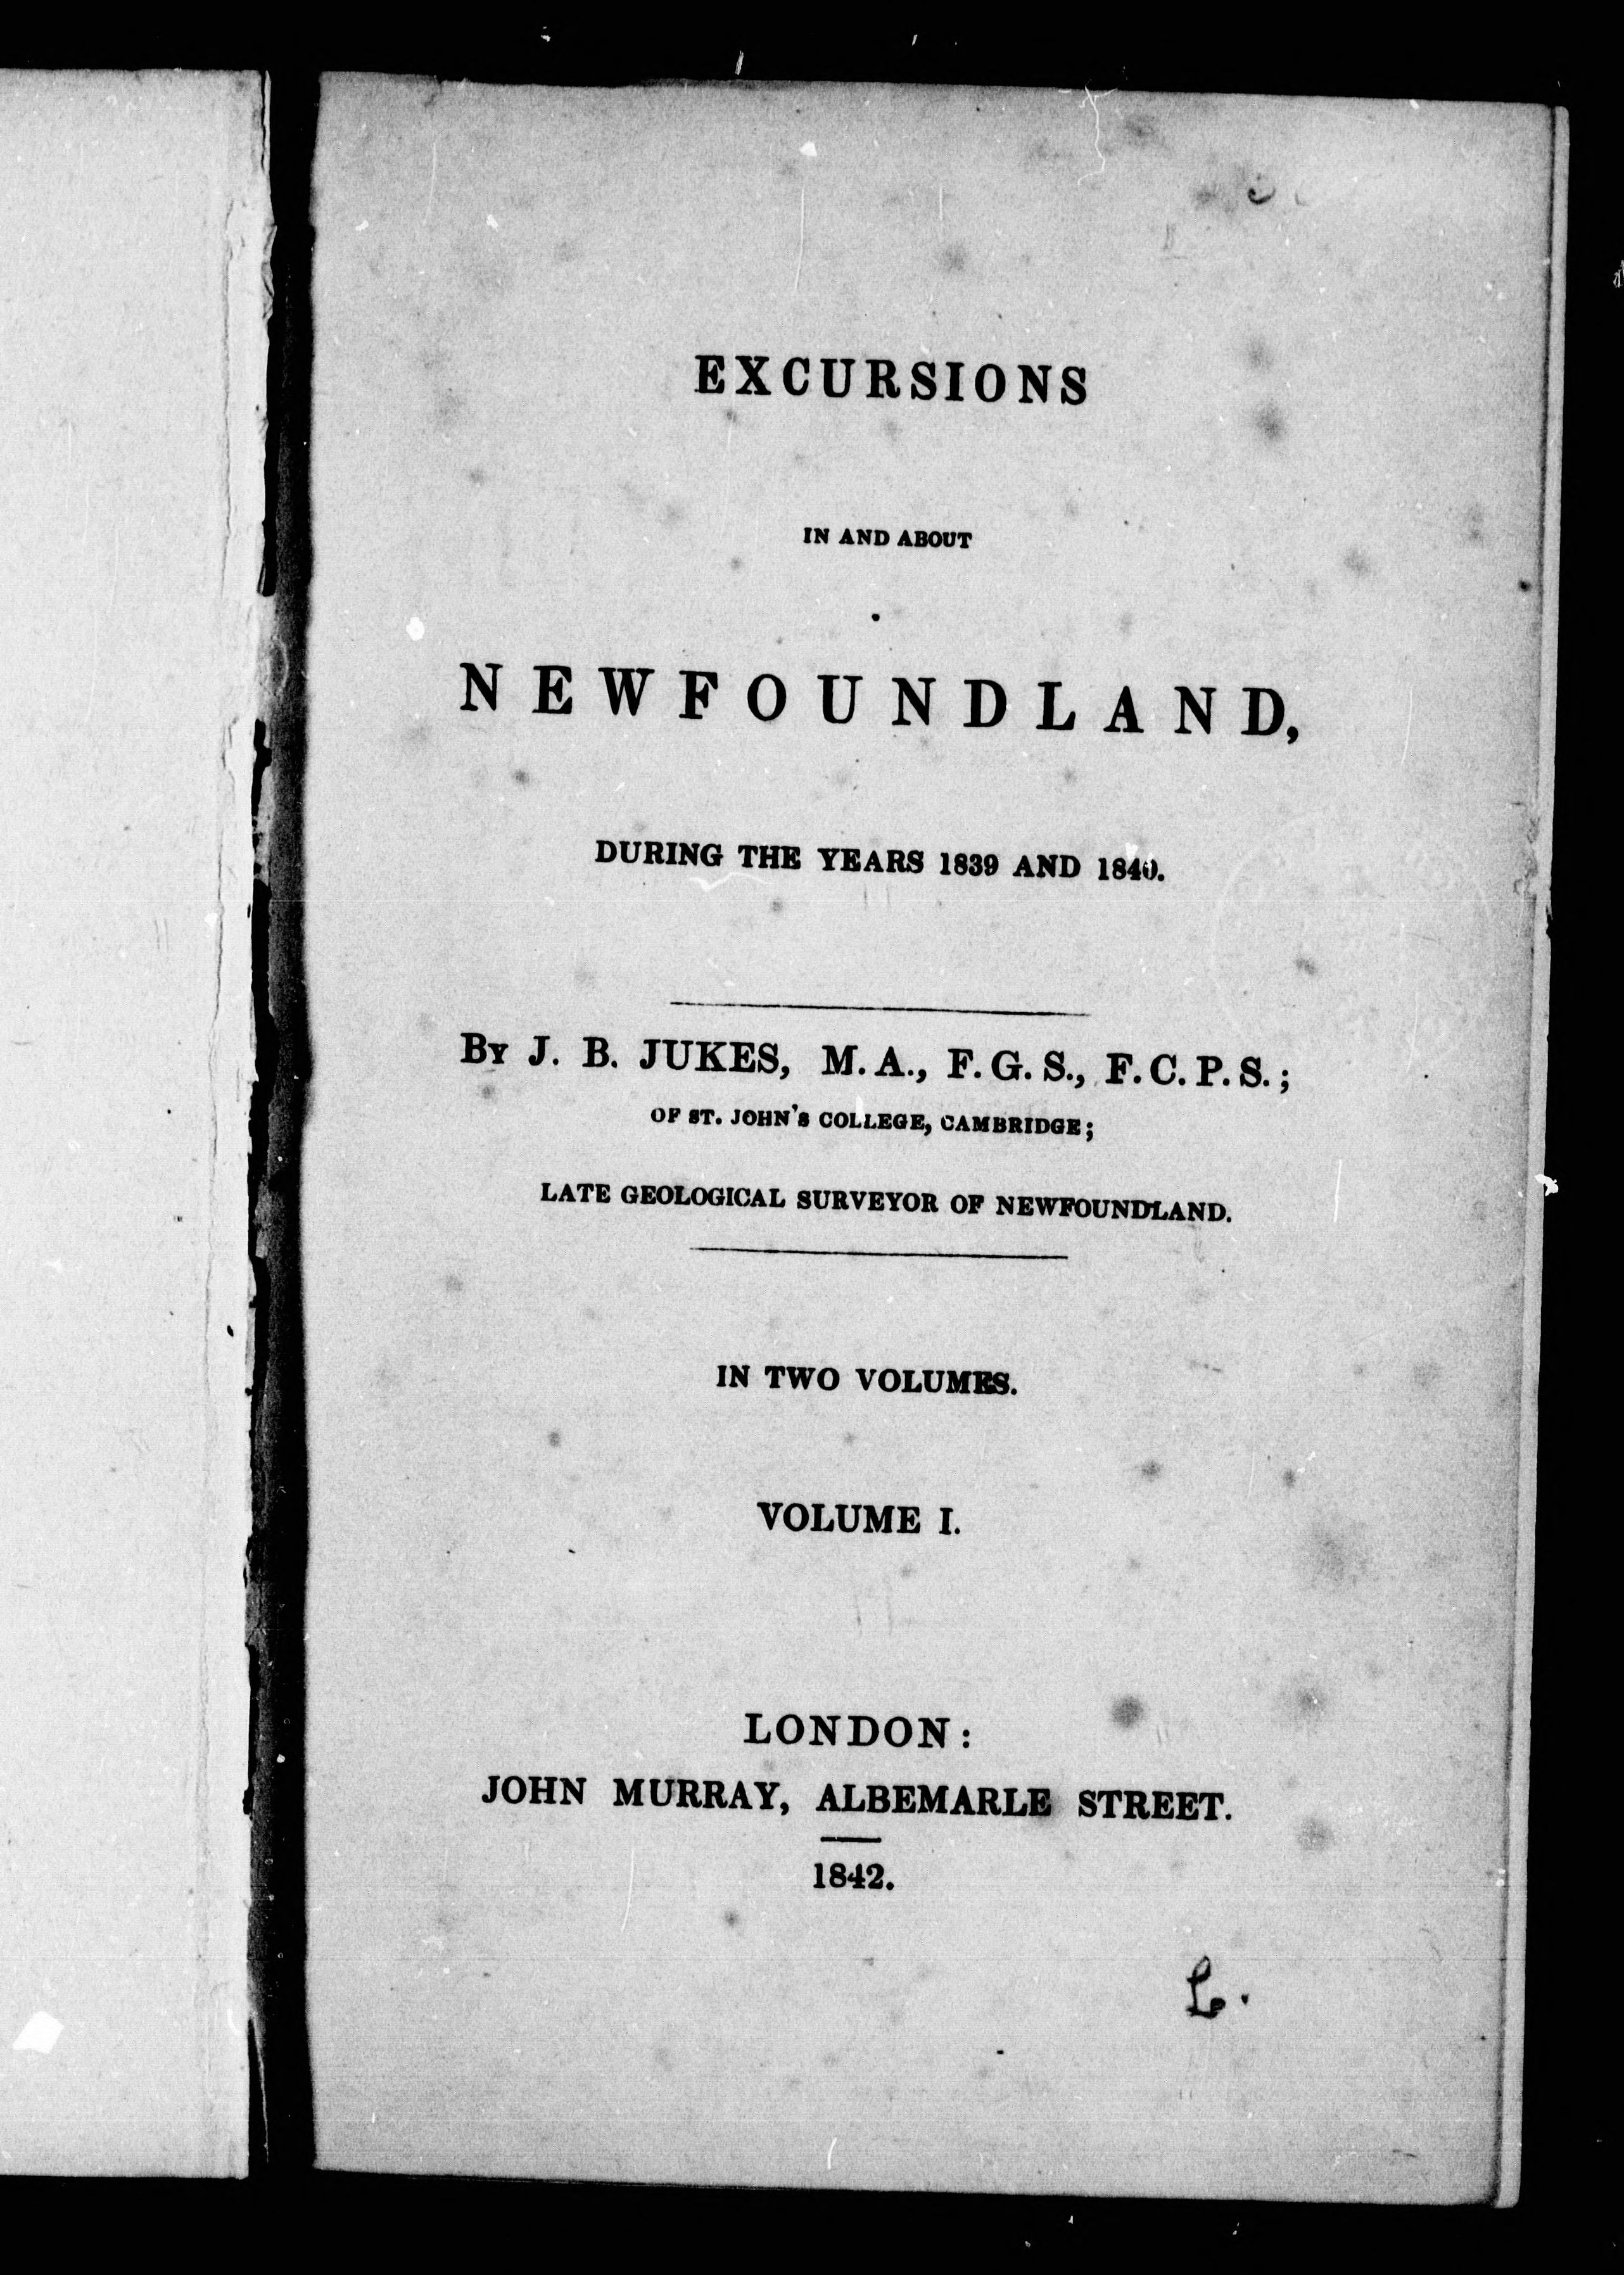 EXCURSIONS
IN AND ABOUT
NEWFOUNDLAND,
DURING THE YEARS 1839 AND 1840.
By J. B. JUKES, M.A., F.G.S., F.C.P.S.;
OF ST. JOHN'S COLLEGE, CAMBRIDGE;
LATE GEOLOGICAL SURVEYOR OF NEWFOUNDLAND.
IN TWO VOLUMES.
VOLUME I.
LONDON:
JOHN MURRAY, ALBEMARLE STREET.
1842.